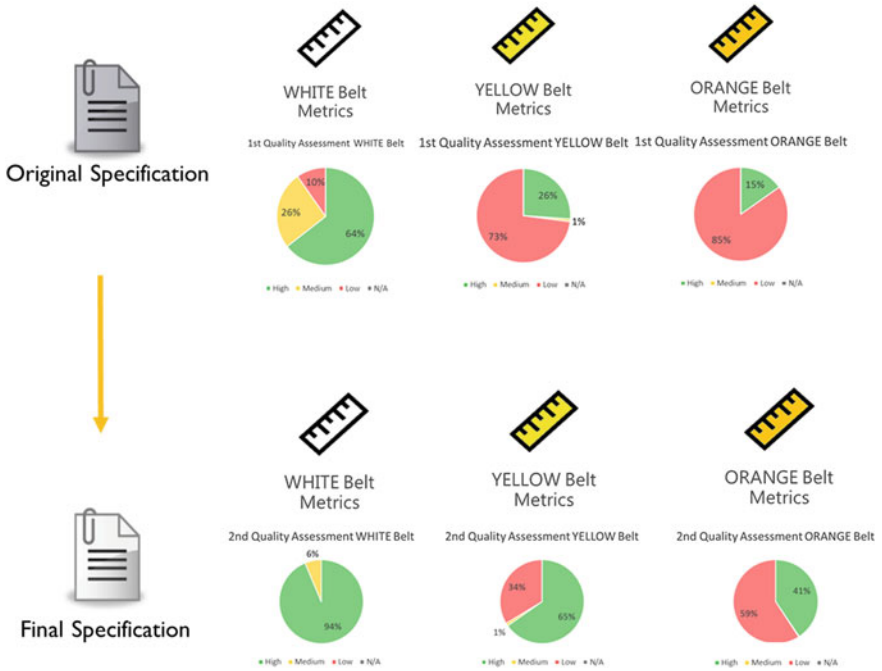 WHITE Belt
Metrics
YELLOW Belt
Metrics
ORANGE Belt
Metrics
Original Specification
1st Quality Assessment WHITE Belt
1st Quality Assessment YELLOW Belt
1st Quality Assessment ORANGE Belt
10%
26%
64%
26%
1%
73%
15%
85%
High Medium Low N/A
High Medium Low N/A
High Medium Low N/A
WHITE Belt
Metrics
YELLOW Belt
Metrics
ORANGE Belt
Metrics
Final Specification
2nd Quality Assessment WHITE Belt
2nd Quality Assessment YELLOW Belt
2nd Quality Assessment ORANGE Belt
6%
94%
34%
1%
65%
41%
59%
High Medium Low N/A
High Medium Low N/A
High Medium Low N/A